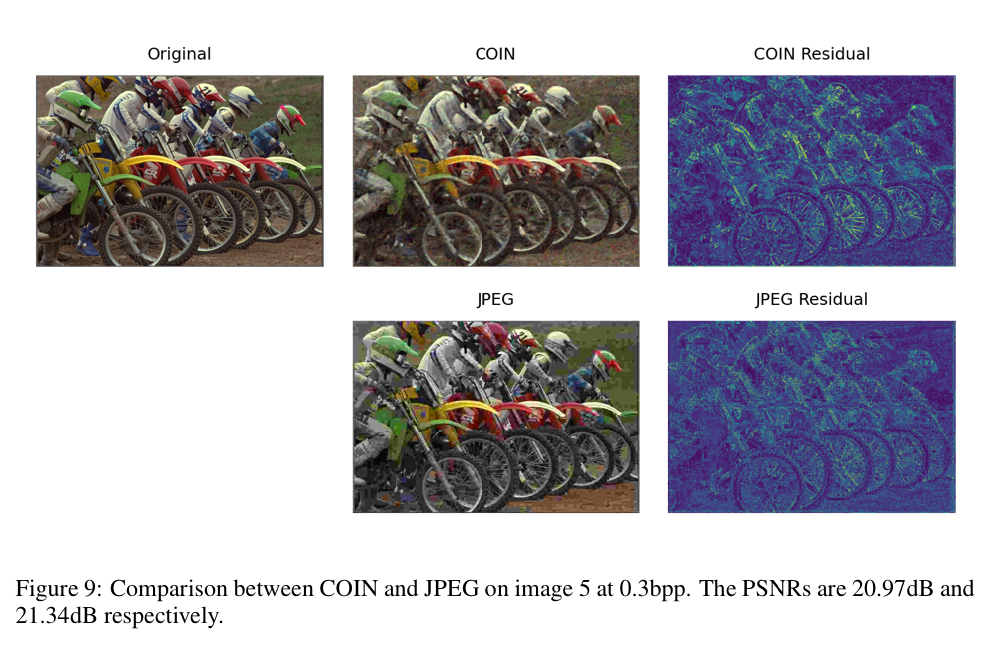 Original
COIN
COIN Residual
JPEG
JPEG Residual
Figure 9: Comparison between COIN and JPEG on image 5 at 0.3bpp. The PSNRs are 20.97dB and
21.34dB respectively.